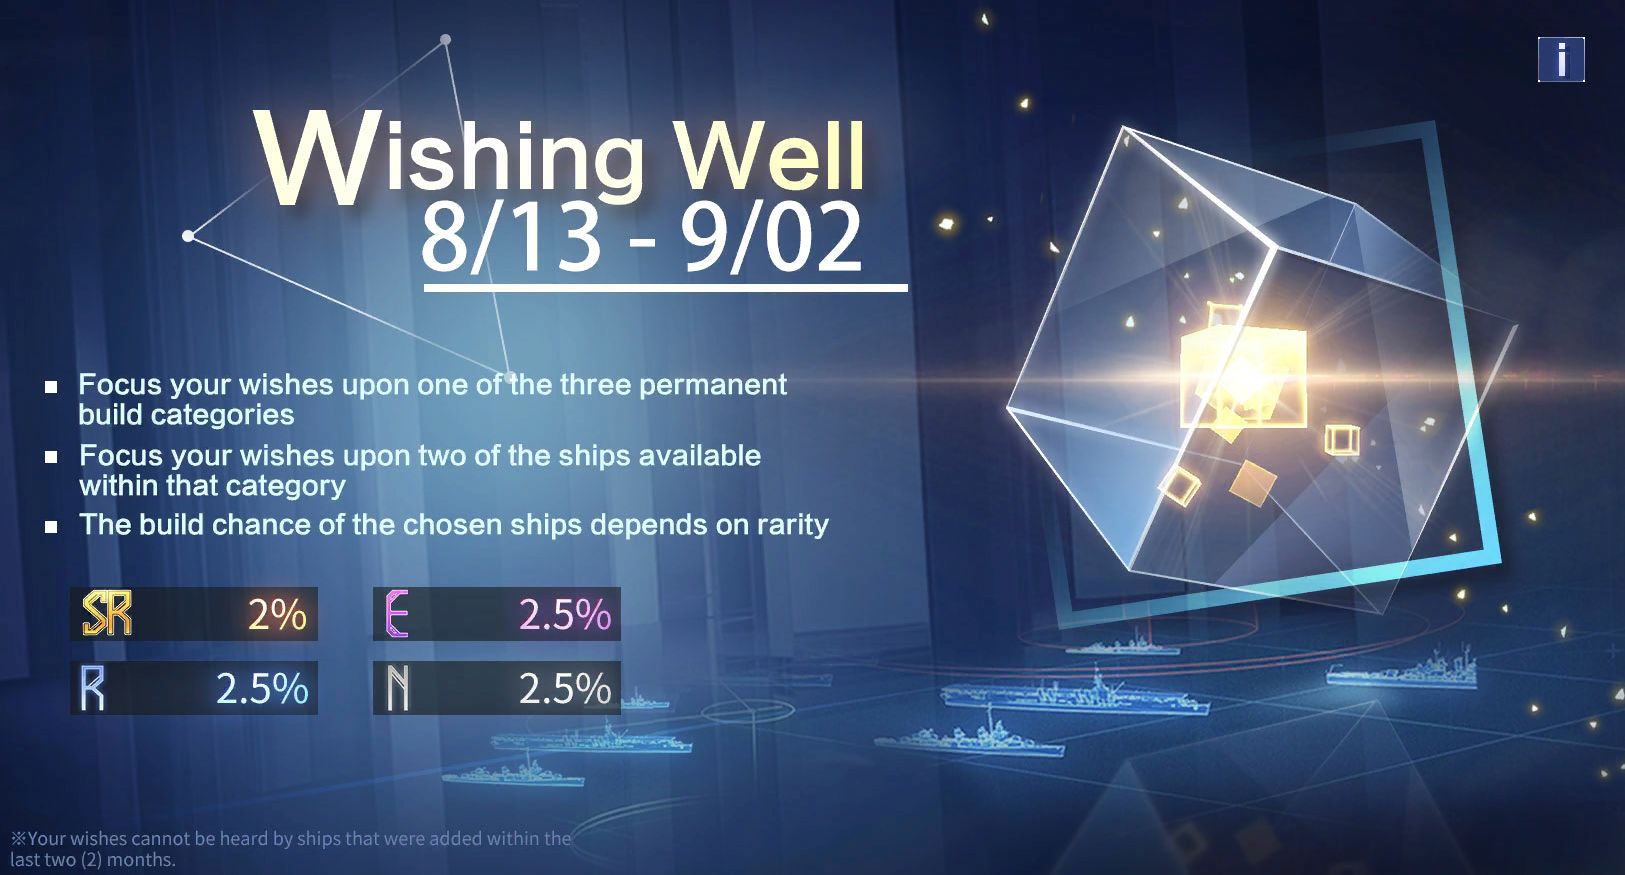 i
Wishing Well
8/13 - 9/02
▪ Focus your wishes upon one of the three permanent
build categories
▪ Focus your wishes upon two of the ships available
within that category
▪ The build chance of the chosen ships depends on rarity
SR 2% E 2.5%
R 2.5% N 2.5%
※Your wishes cannot be heard by ships that were added within the
last two (2) months.